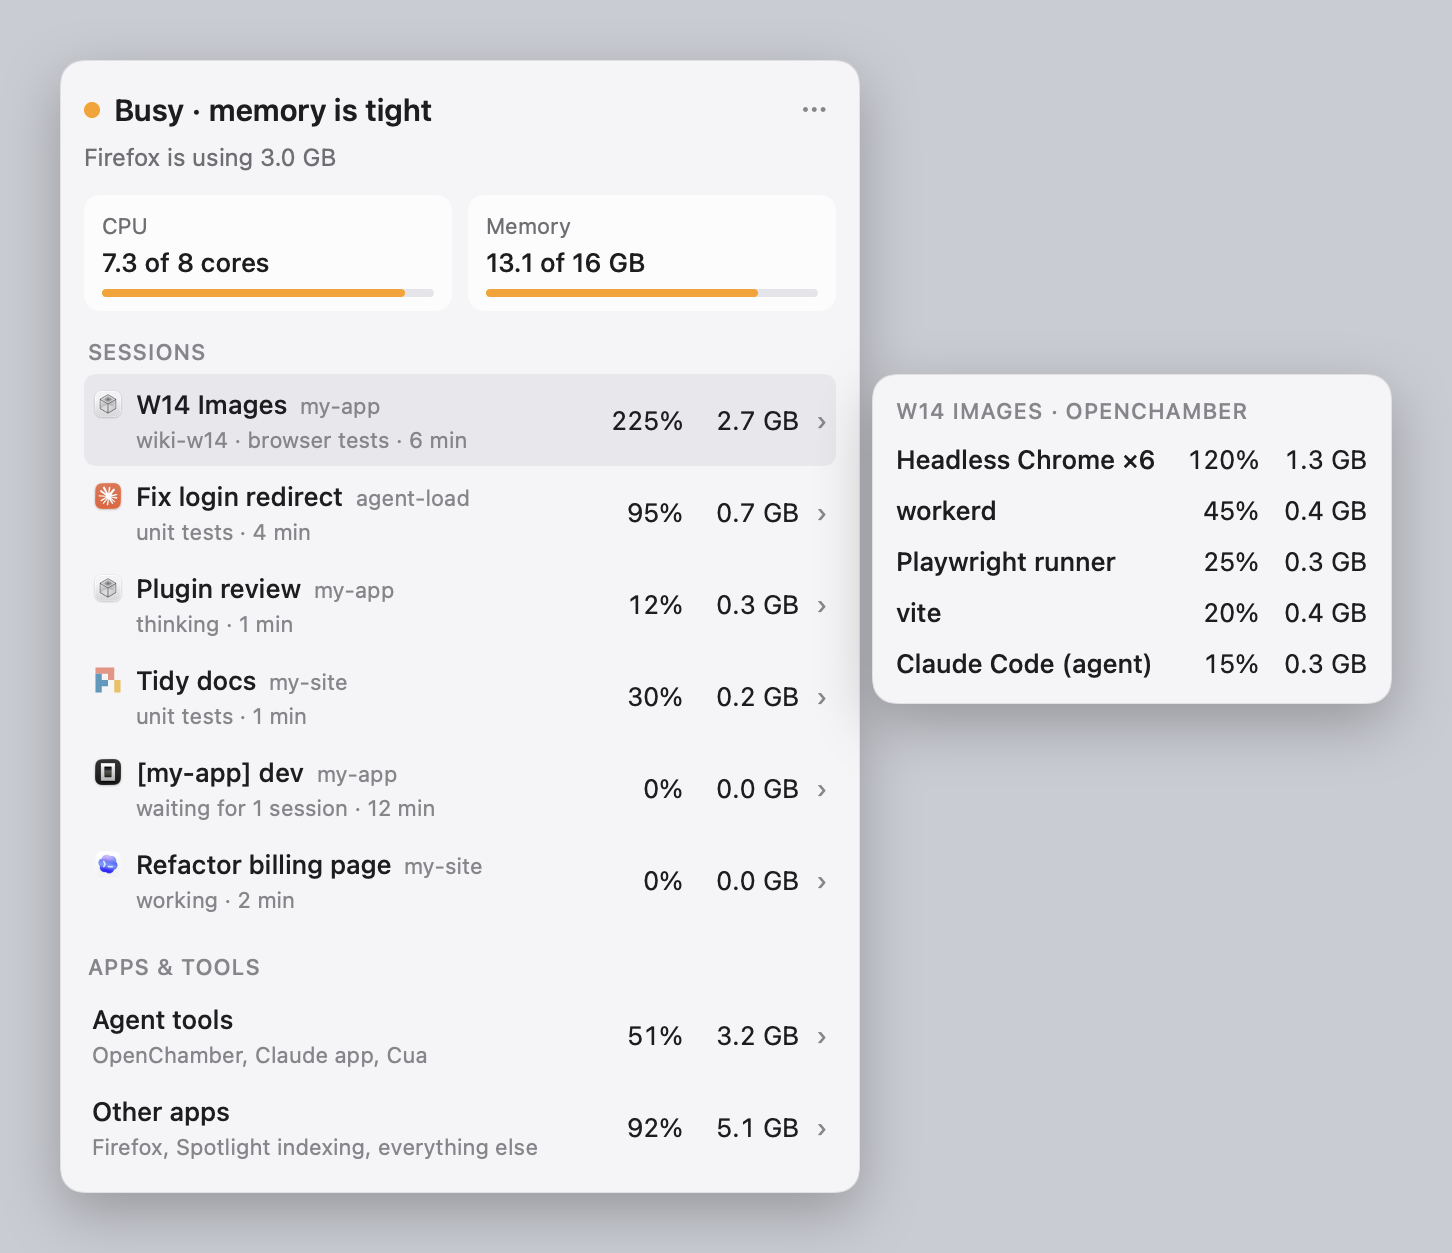 Busy · memory is tight
Firefox is using 3.0 GB
CPU
7.3 of 8 cores
Memory
13.1 of 16 GB
SESSIONS
W14 Images my-app 225% 2.7 GB
wiki-w14 · browser tests · 6 min
Fix login redirect agent-load 95% 0.7 GB
unit tests · 4 min
Plugin review my-app 12% 0.3 GB
thinking · 1 min
Tidy docs my-site 30% 0.2 GB
unit tests · 1 min
[my-app] dev my-app 0% 0.0 GB
waiting for 1 session · 12 min
Refactor billing page my-site 0% 0.0 GB
working · 2 min
APPS & TOOLS
Agent tools 51% 3.2 GB
OpenChamber, Claude app, Cua
Other apps 92% 5.1 GB
Firefox, Spotlight indexing, everything else
W14 IMAGES · OPENCHAMBER
Headless Chrome ×6 120% 1.3 GB
workerd 45% 0.4 GB
Playwright runner 25% 0.3 GB
vite 20% 0.4 GB
Claude Code (agent) 15% 0.3 GB